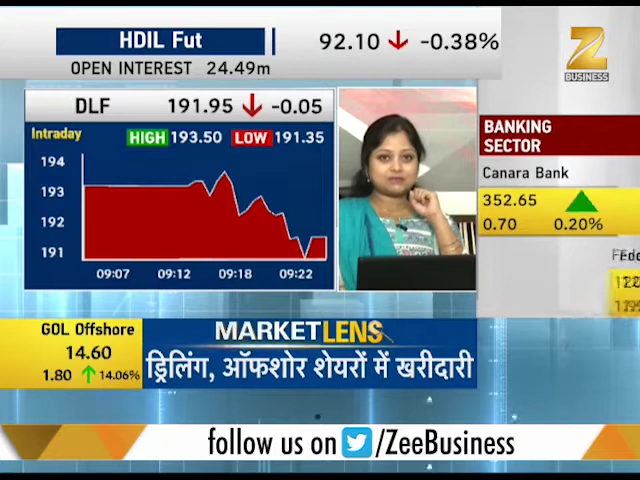 HDIL Fut 92.10 -0.38%
OPEN INTEREST 24.49m
Z
BUSINESS
DLF 191.95 -0.05
Intraday HIGH 193.50 LOW 191.35
194
193
192
191
09:07 09:12 09:18 09:22
BANKING
SECTOR
Canara Bank
352.65
0.70 0.20%
GOL Offshore
14.60
1.80 14.06%
MARKETLENS
ड्रिलिंग, ऑफशोर शेयरों में खरीदारी
follow us on /ZeeBusiness